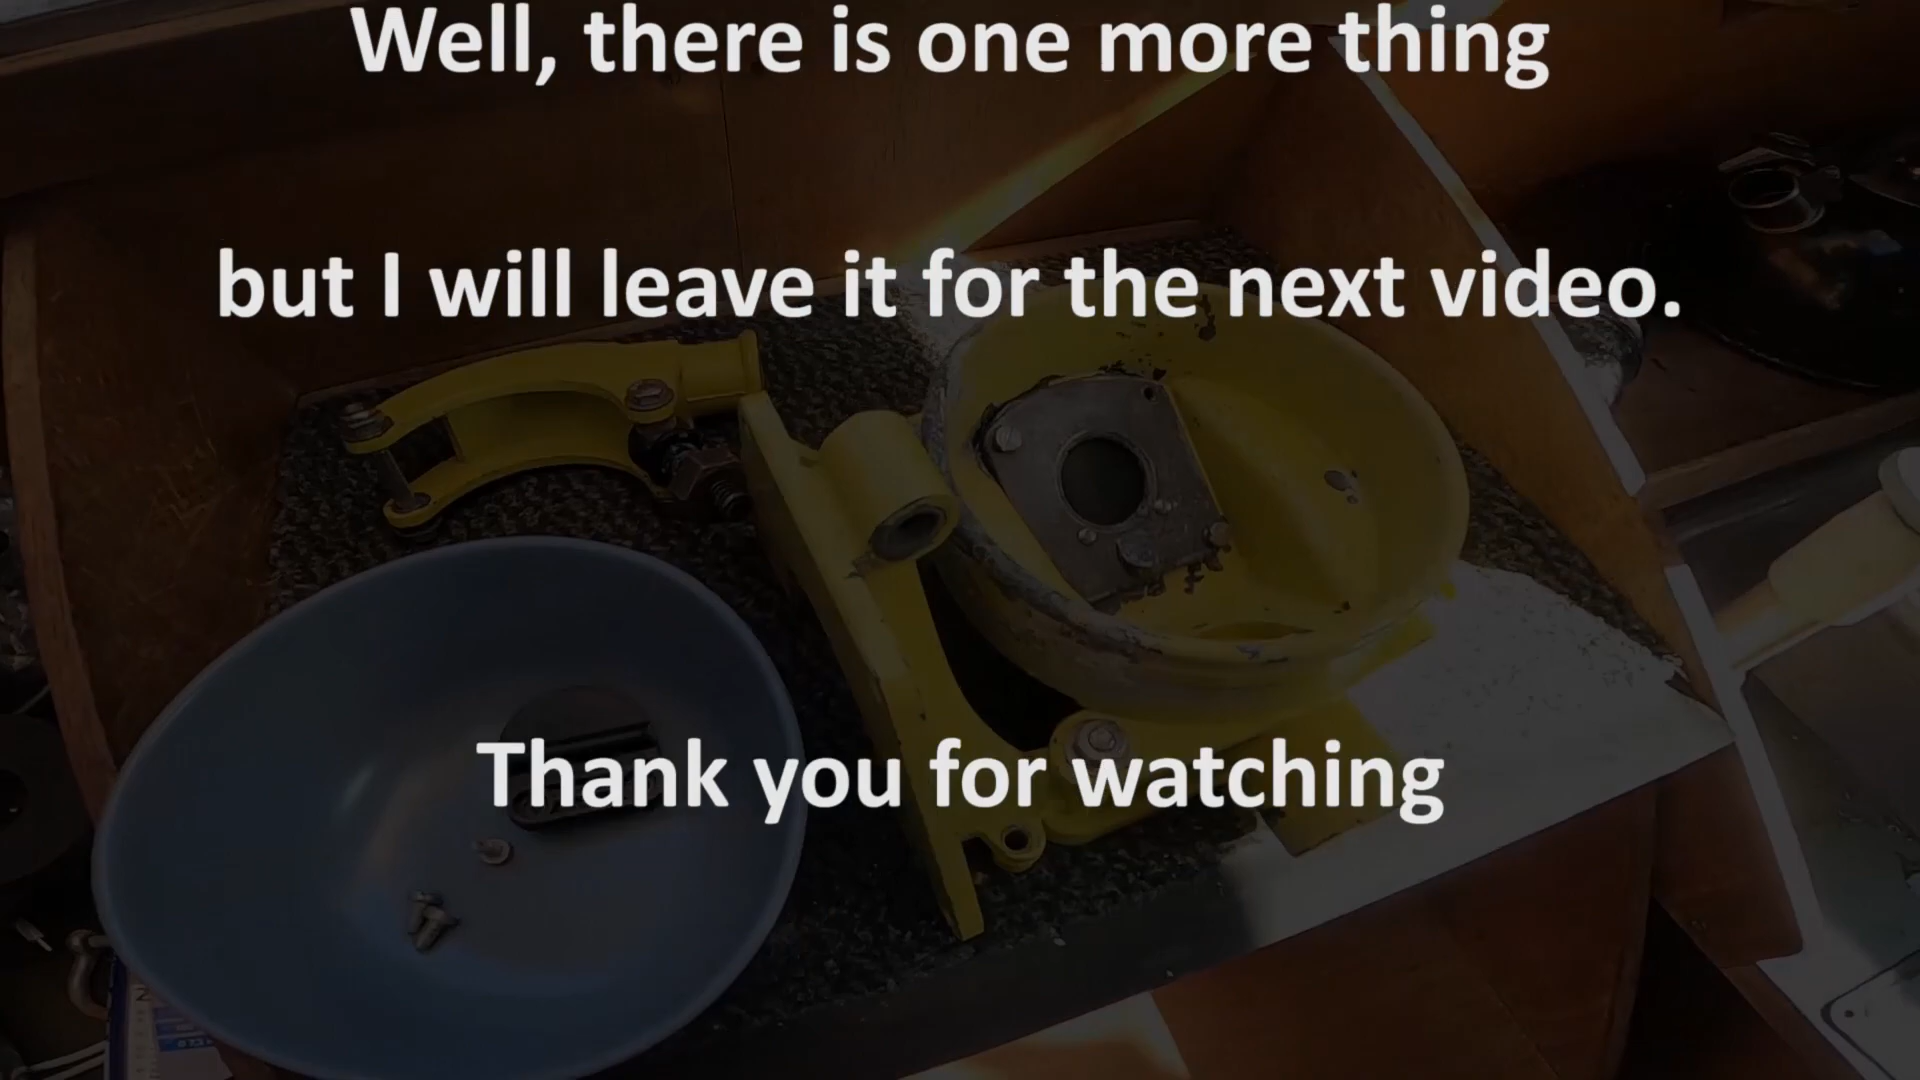 Well, there is one more thing
but I will leave it for the next video.
Thank you for watching